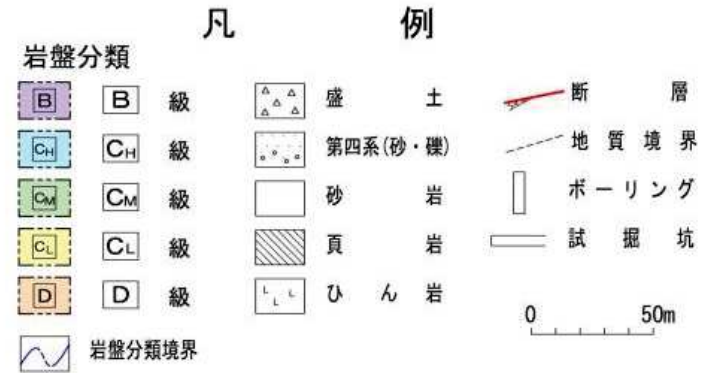 凡例
岩盤分類
B B 級
CH CH 級
CM CM 級
CL CL 級
D D 級
岩盤分類境界
盛土
第四系(砂・礫)
砂岩
頁岩
ひん岩
断層
地質境界
ボーリング
試掘坑
0 50m